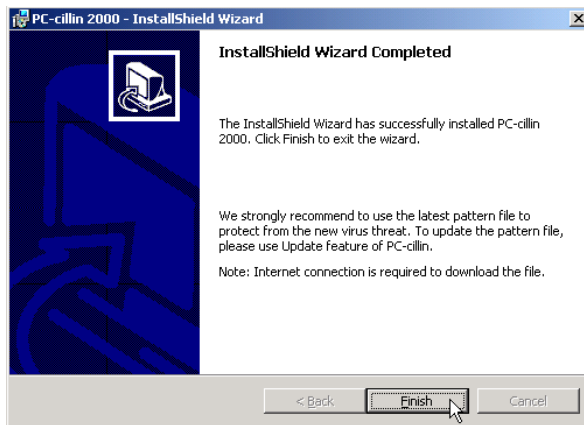 PC-cillin 2000 - InstallShield Wizard
InstallShield Wizard Completed
The InstallShield Wizard has successfully installed PC-cillin
2000. Click Finish to exit the wizard.
We strongly recommend to use the latest pattern file to
protect from the new virus threat. To update the pattern file,
please use Update feature of PC-cillin.
Note: Internet connection is required to download the file.
< Back
Finish
Cancel